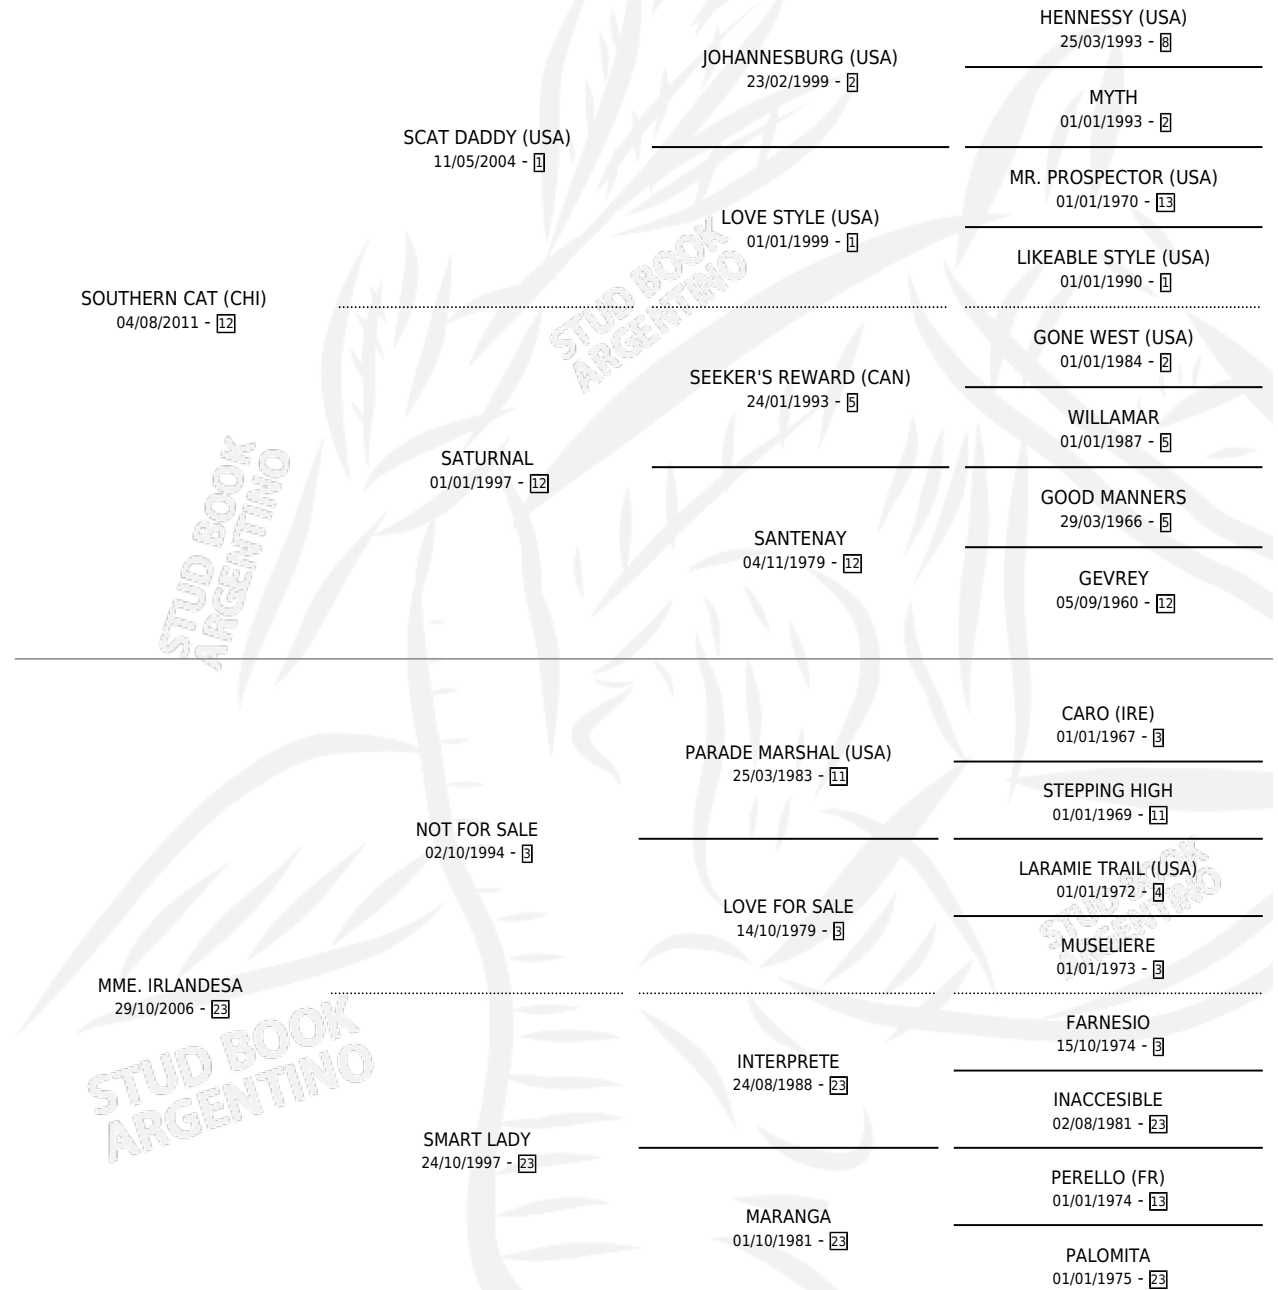 HENNESSY (USA)
25/03/1993 - 8
JOHANNESBURG (USA)
23/02/1999 - 2
MYTH
01/01/1993 - 2
SCAT DADDY (USA)
11/05/2004 - 1
MR. PROSPECTOR (USA)
01/01/1970 - 13
LOVE STYLE (USA)
01/01/1999 - 1
LIKEABLE STYLE (USA)
01/01/1990 - 1
SOUTHERN CAT (CHI)
04/08/2011 - 12
STUD BOOK
ARGENTINO
GONE WEST (USA)
01/01/1984 - 2
SEEKER'S REWARD (CAN)
24/01/1993 - 5
WILLAMAR
01/01/1987 - 5
SATURNAL
01/01/1997 - 12
GOOD MANNERS
29/03/1966 - 5
SANTENAY
04/11/1979 - 12
GEVREY
05/09/1960 - 12
STUD BOOK
ARGENTINO
CARO (IRE)
01/01/1967 - 3
PARADE MARSHAL (USA)
25/03/1983 - 11
STEPPING HIGH
01/01/1969 - 11
NOT FOR SALE
02/10/1994 - 3
LARAMIE TRAIL (USA)
01/01/1972 - 4
LOVE FOR SALE
14/10/1979 - 3
MUSELIERE
01/01/1973 - 3
STUD BOOK
ARGENTINO
MME. IRLANDESA
29/10/2006 - 23
STUD BOOK
ARGENTINO
FARNESIO
15/10/1974 - 3
INTERPRETE
24/08/1988 - 23
INACCESIBLE
02/08/1981 - 23
SMART LADY
24/10/1997 - 23
PERELLO (FR)
01/01/1974 - 13
MARANGA
01/10/1981 - 23
PALOMITA
01/01/1975 - 23